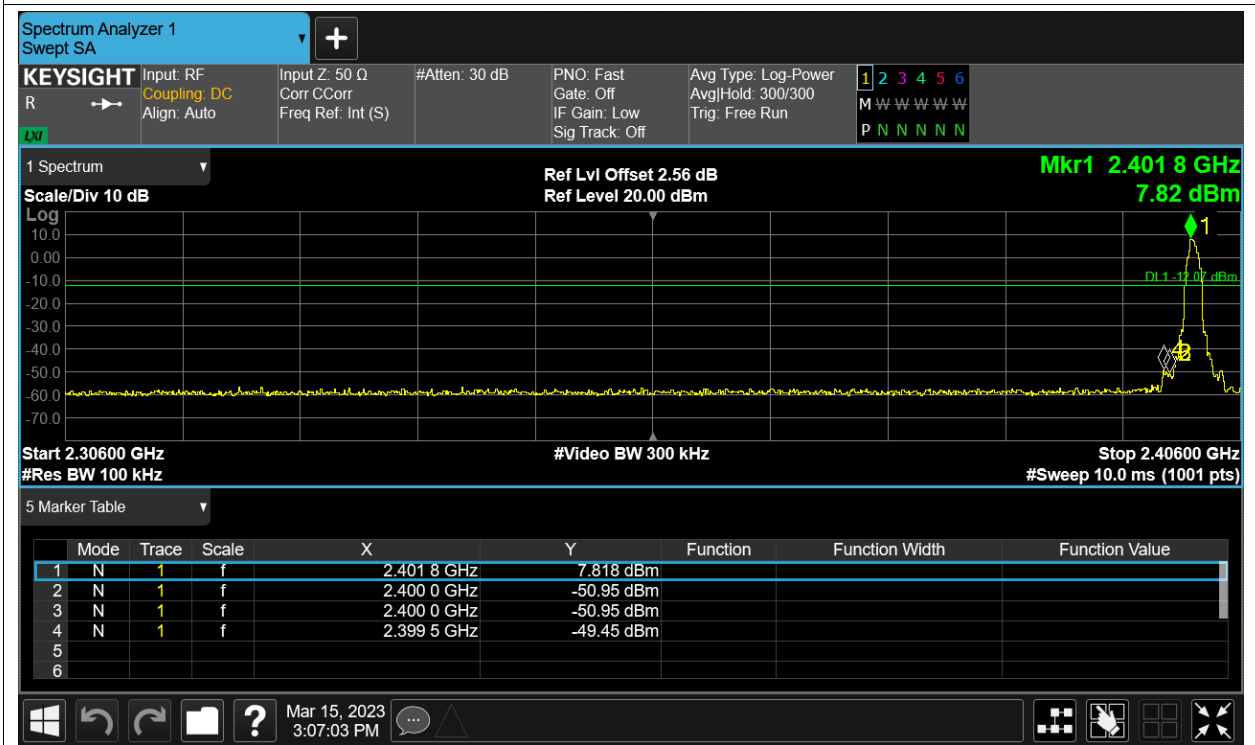 Spectrum Analyzer 1
Swept SA
KEYSIGHT
R
LXI
Input: RF
Coupling: DC
Align: Auto
Input Z: 50 Ω
Corr CCorr
Freq Ref: Int (S)
#Atten: 30 dB
PNO: Fast
Gate: Off
IF Gain: Low
Sig Track: Off
Avg Type: Log-Power
Avg|Hold: 300/300
Trig: Free Run
1 2 3 4 5 6
M W W W W W
P N N N N N
1 Spectrum
Scale/Div 10 dB
Ref Lvl Offset 2.56 dB
Ref Level 20.00 dBm
Mkr1 2.401 8 GHz
7.82 dBm
Log
10.0
0.00
-10.0
-20.0
-30.0
-40.0
-50.0
-60.0
-70.0
1
DL1 -12.07 dBm
Start 2.30600 GHz
#Res BW 100 kHz
#Video BW 300 kHz
Stop 2.40600 GHz
#Sweep 10.0 ms (1001 pts)
5 Marker Table
Mode Trace Scale X Y Function Function Width Function Value
1 N 1 f 2.401 8 GHz 7.818 dBm
2 N 1 f 2.400 0 GHz -50.95 dBm
3 N 1 f 2.400 0 GHz -50.95 dBm
4 N 1 f 2.399 5 GHz -49.45 dBm
5
6
?
Mar 15, 2023
3:07:03 PM